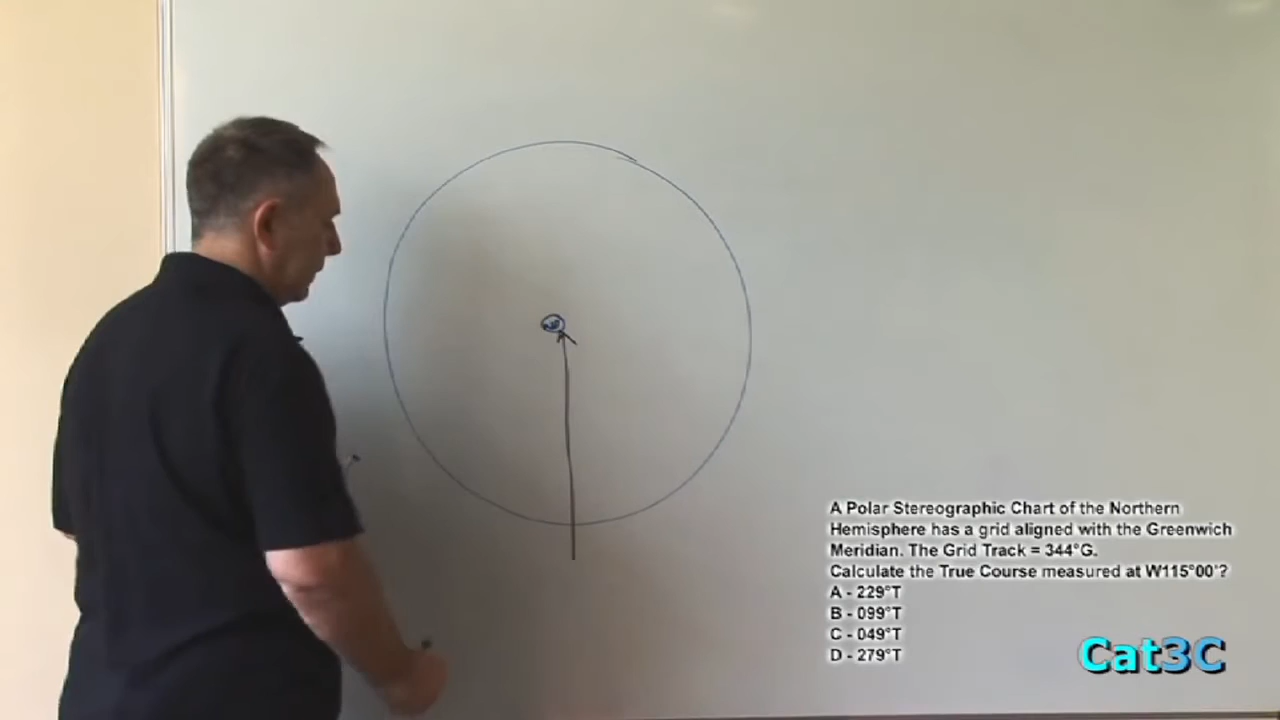 A Polar Stereographic Chart of the Northern
Hemisphere has a grid aligned with the Greenwich
Meridian. The Grid Track = 344°G.
Calculate the True Course measured at W115°00'?
A - 229°T
B - 099°T
C - 049°T
D - 279°T
Cat3C